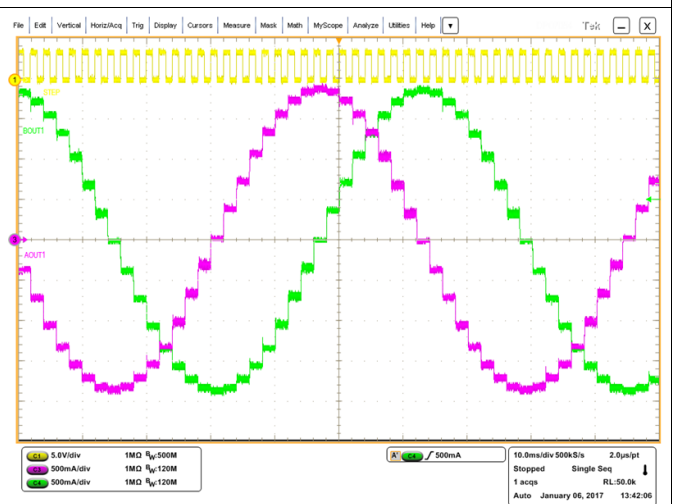 File Edit Vertical Horiz/Acq Trig Display Cursors Measure Mask Math MyScope Analyze Utilities Help Tek X
1
STEP
BOUT1
AOUT1
C1 5.0V/div 1MΩ BW:500M
C3 500mA/div 1MΩ BW:120M
C4 500mA/div 1MΩ BW:120M
A' C4 500mA
10.0ms/div 500kS/s 2.0µs/pt
Stopped Single Seq
1 acqs RL:50.0k
Auto January 06, 2017 13:42:06